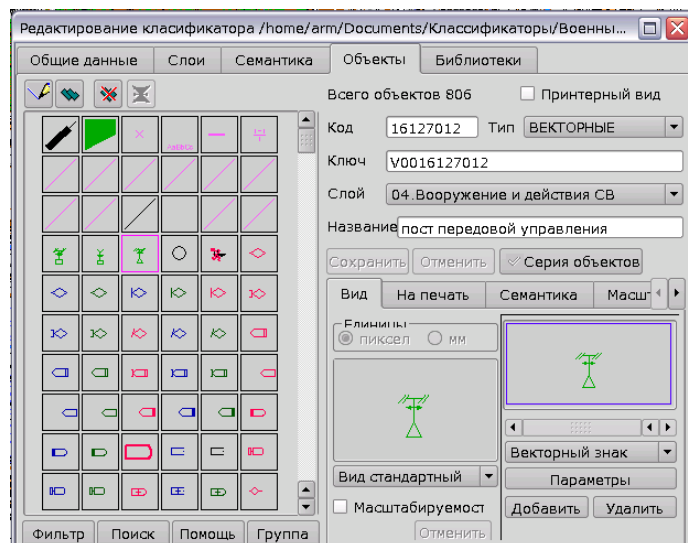 Редактирование класификатора /home/arm/Documents/Классификаторы/Военны...
Общие данные Слои Семантика Объекты Библиотеки
Всего объектов 806 Принтерный вид
Код 16127012 Тип ВЕКТОРНЫЕ
Ключ V0016127012
Слой 04.Вооружение и действия СВ
Название пост передовой управления
Сохранить Отменить Серия объектов
Вид На печать Семантика Масшт
Единицы
пиксел мм
Векторный знак
Вид стандартный Параметры
Масштабируемост Добавить Удалить
Фильтр Поиск Помощь Группа Отменить